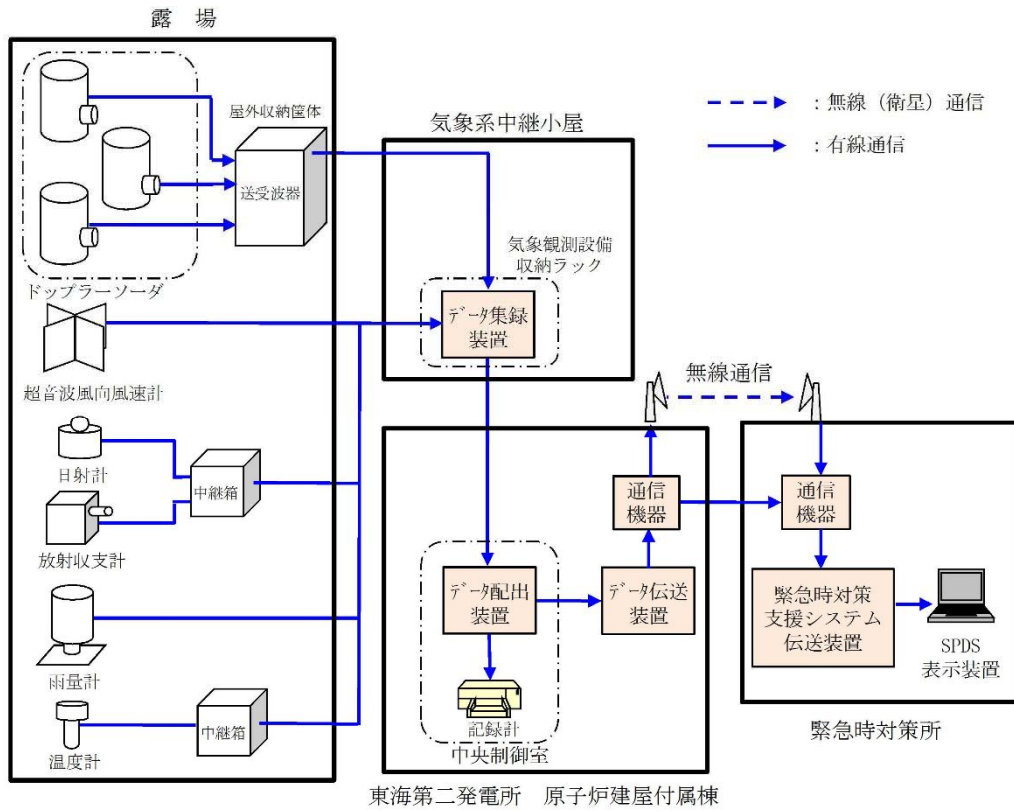 露　場
屋外収納筐体
送受波器
ドップラーソーダ
超音波風向風速計
日射計
中継箱
放射収支計
雨量計
中継箱
温度計
気象系中継小屋
気象観測設備
収納ラック
データ集録
装置
：無線（衛星）通信
：有線通信
無線通信
通信
機器
データ配出
装置
データ伝送
装置
記録計
中央制御室
東海第二発電所　原子炉建屋付属棟
通信
機器
緊急時対策
支援システム
伝送装置
SPDS
表示装置
緊急時対策所